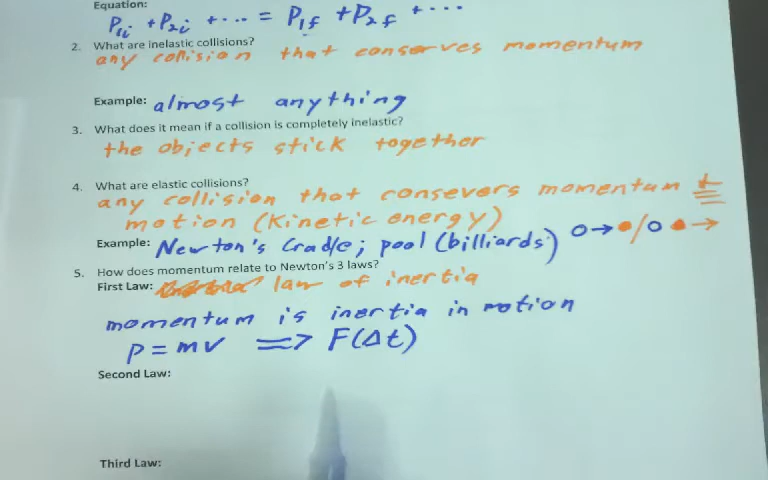 Equation:
P1i + P2i + ... = P1f + P2f + ...
2. What are inelastic collisions?
any collision that conserves momentum
Example: almost anything
3. What does it mean if a collision is completely inelastic?
the objects stick together
4. What are elastic collisions?
any collision that consevers momentum +
motion (Kinetic energy)
Example: Newton's Cradle; pool (billiards)
5. How does momentum relate to Newton's 3 laws?
First Law: law of inertia
momentum is inertia in motion
p = mv => F(Δt)
Second Law:
Third Law: